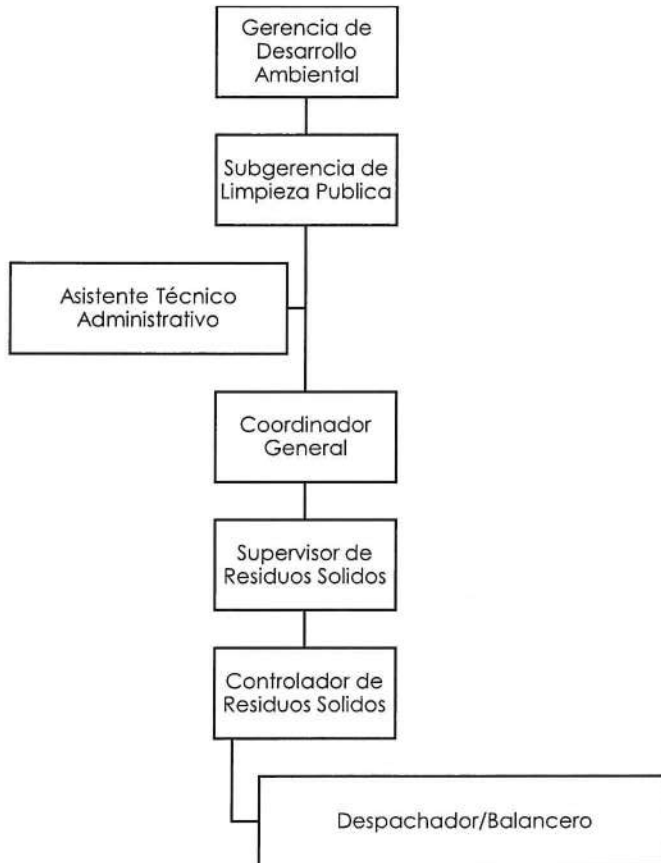 Gerencia de
Desarrollo
Ambiental
Subgerencia de
Limpieza Publica
Asistente Técnico
Administrativo
Coordinador
General
Supervisor de
Residuos Solidos
Controlador de
Residuos Solidos
Despachador/Balancero